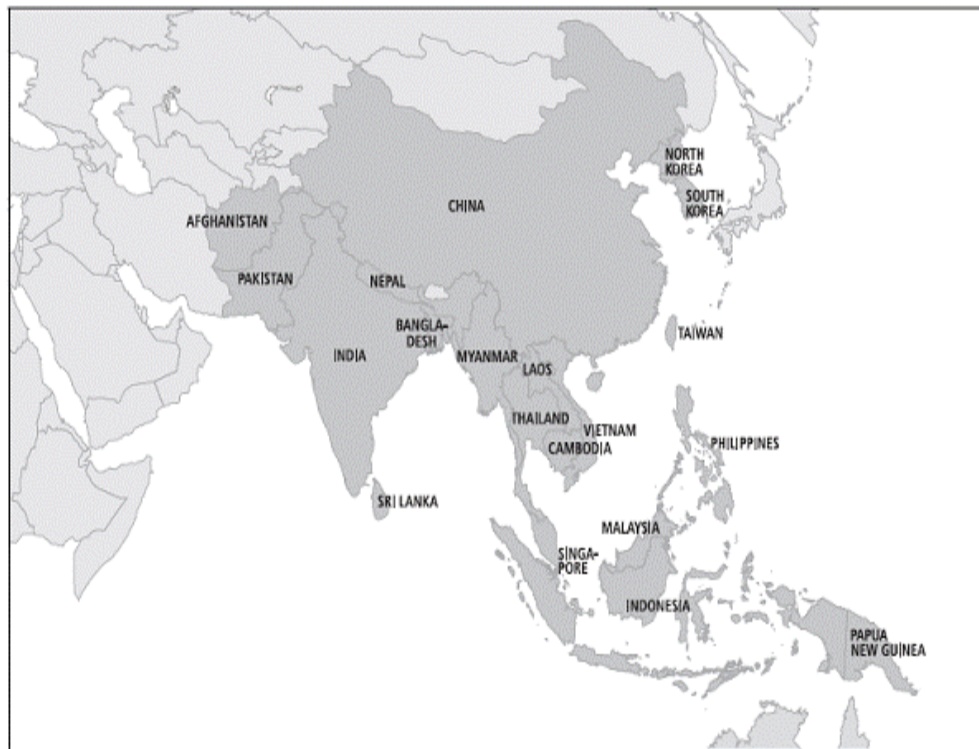 NORTH
KOREA
SOUTH
KOREA
CHINA
AFGHANISTAN
PAKISTAN
NEPAL
BANGLA-
DESH
TAIWAN
INDIA
MYANMAR
LAOS
THAILAND
VIETNAM
CAMBODIA
PHILIPPINES
SRI LANKA
MALAYSIA
SINGA-
PORE
INDONESIA
PAPUA
NEW GUINEA